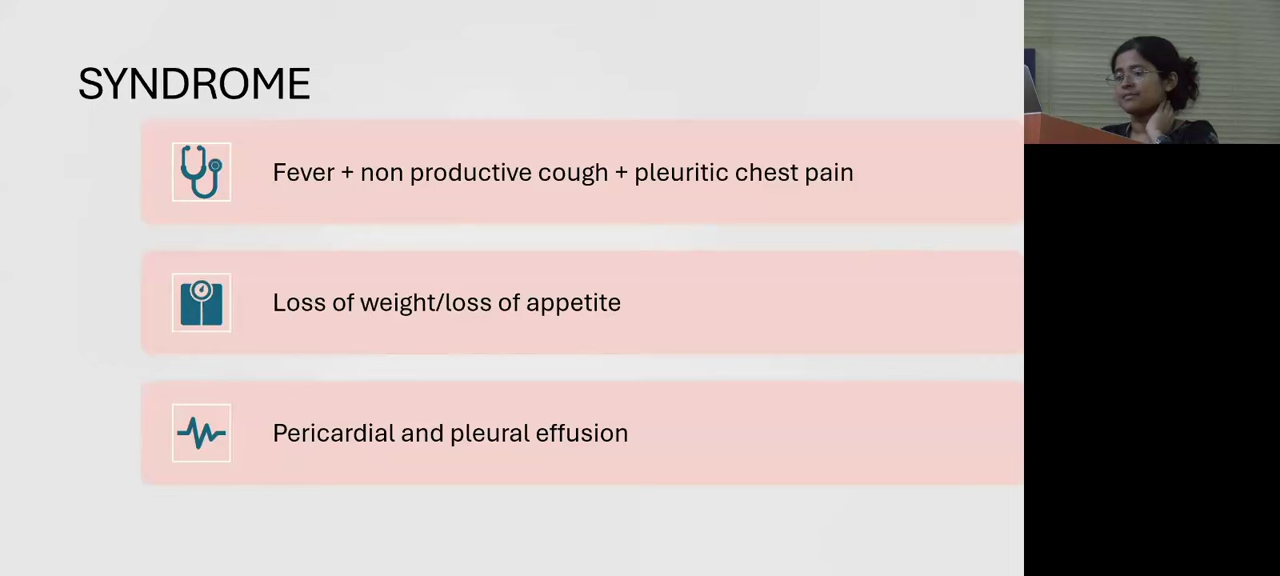 SYNDROME
Fever + non productive cough + pleuritic chest pain
Loss of weight/loss of appetite
Pericardial and pleural effusion